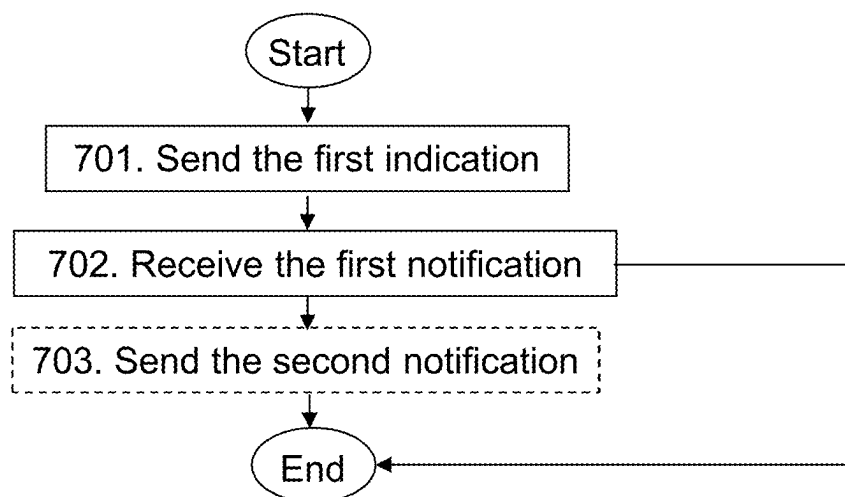 Start
701. Send the first indication
702. Receive the first notification
703. Send the second notification
End